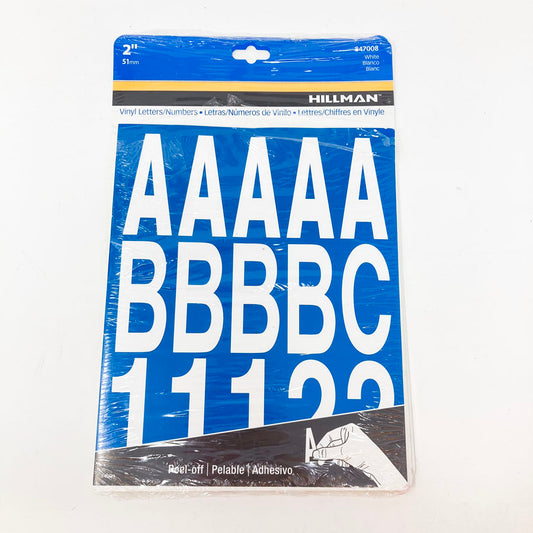 2"
51mm
847008
White
Blanco
Blanc
HILLMAN
Vinyl Letters/Numbers • Letras/Números de Vinilo • Lettres/Chiffres en Vinyle
AAAAA
BBBBC
11122
A
Peel-off | Pelable | Adhesivo